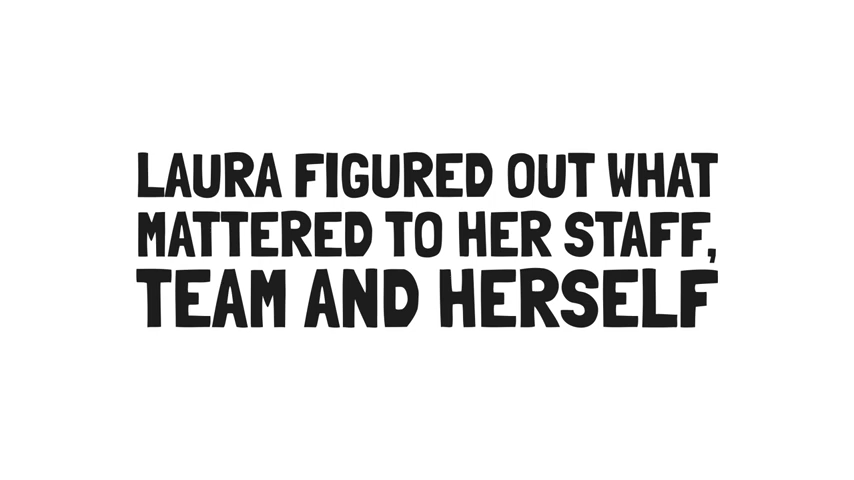 LAURA FIGURED OUT WHAT
MATTERED TO HER STAFF,
TEAM AND HERSELF